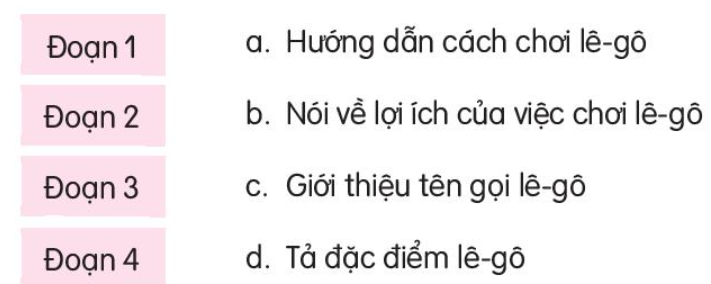 Đoạn 1 a. Hướng dẫn cách chơi lê-gô
Đoạn 2 b. Nói về lợi ích của việc chơi lê-gô
Đoạn 3 c. Giới thiệu tên gọi lê-gô
Đoạn 4 d. Tả đặc điểm lê-gô